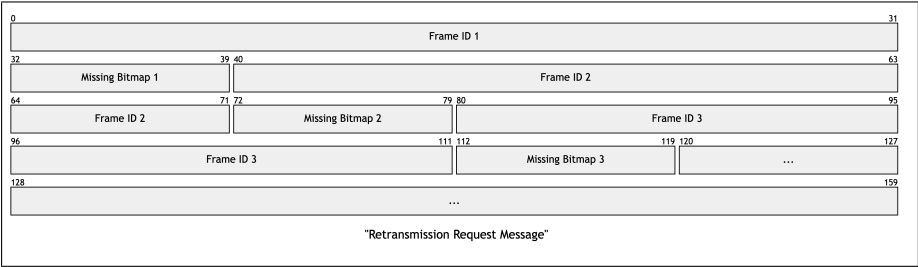 0 31
Frame ID 1
32 39 40 63
Missing Bitmap 1 Frame ID 2
64 71 72 79 80 95
Frame ID 2 Missing Bitmap 2 Frame ID 3
96 111 112 119 120 127
Frame ID 3 Missing Bitmap 3 ...
128 159
...
"Retransmission Request Message"